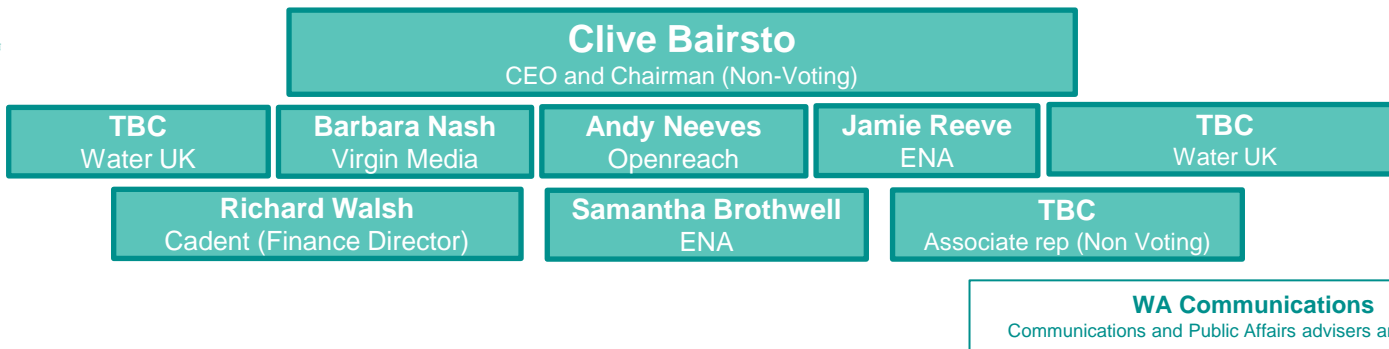 Clive Bairsto
CEO and Chairman (Non-Voting)
TBC
Water UK
Barbara Nash
Virgin Media
Andy Neeves
Openreach
Jamie Reeve
ENA
TBC
Water UK
Richard Walsh
Cadent (Finance Director)
Samantha Brothwell
ENA
TBC
Associate rep (Non Voting)
WA Communications
Communications and Public Affairs advisers